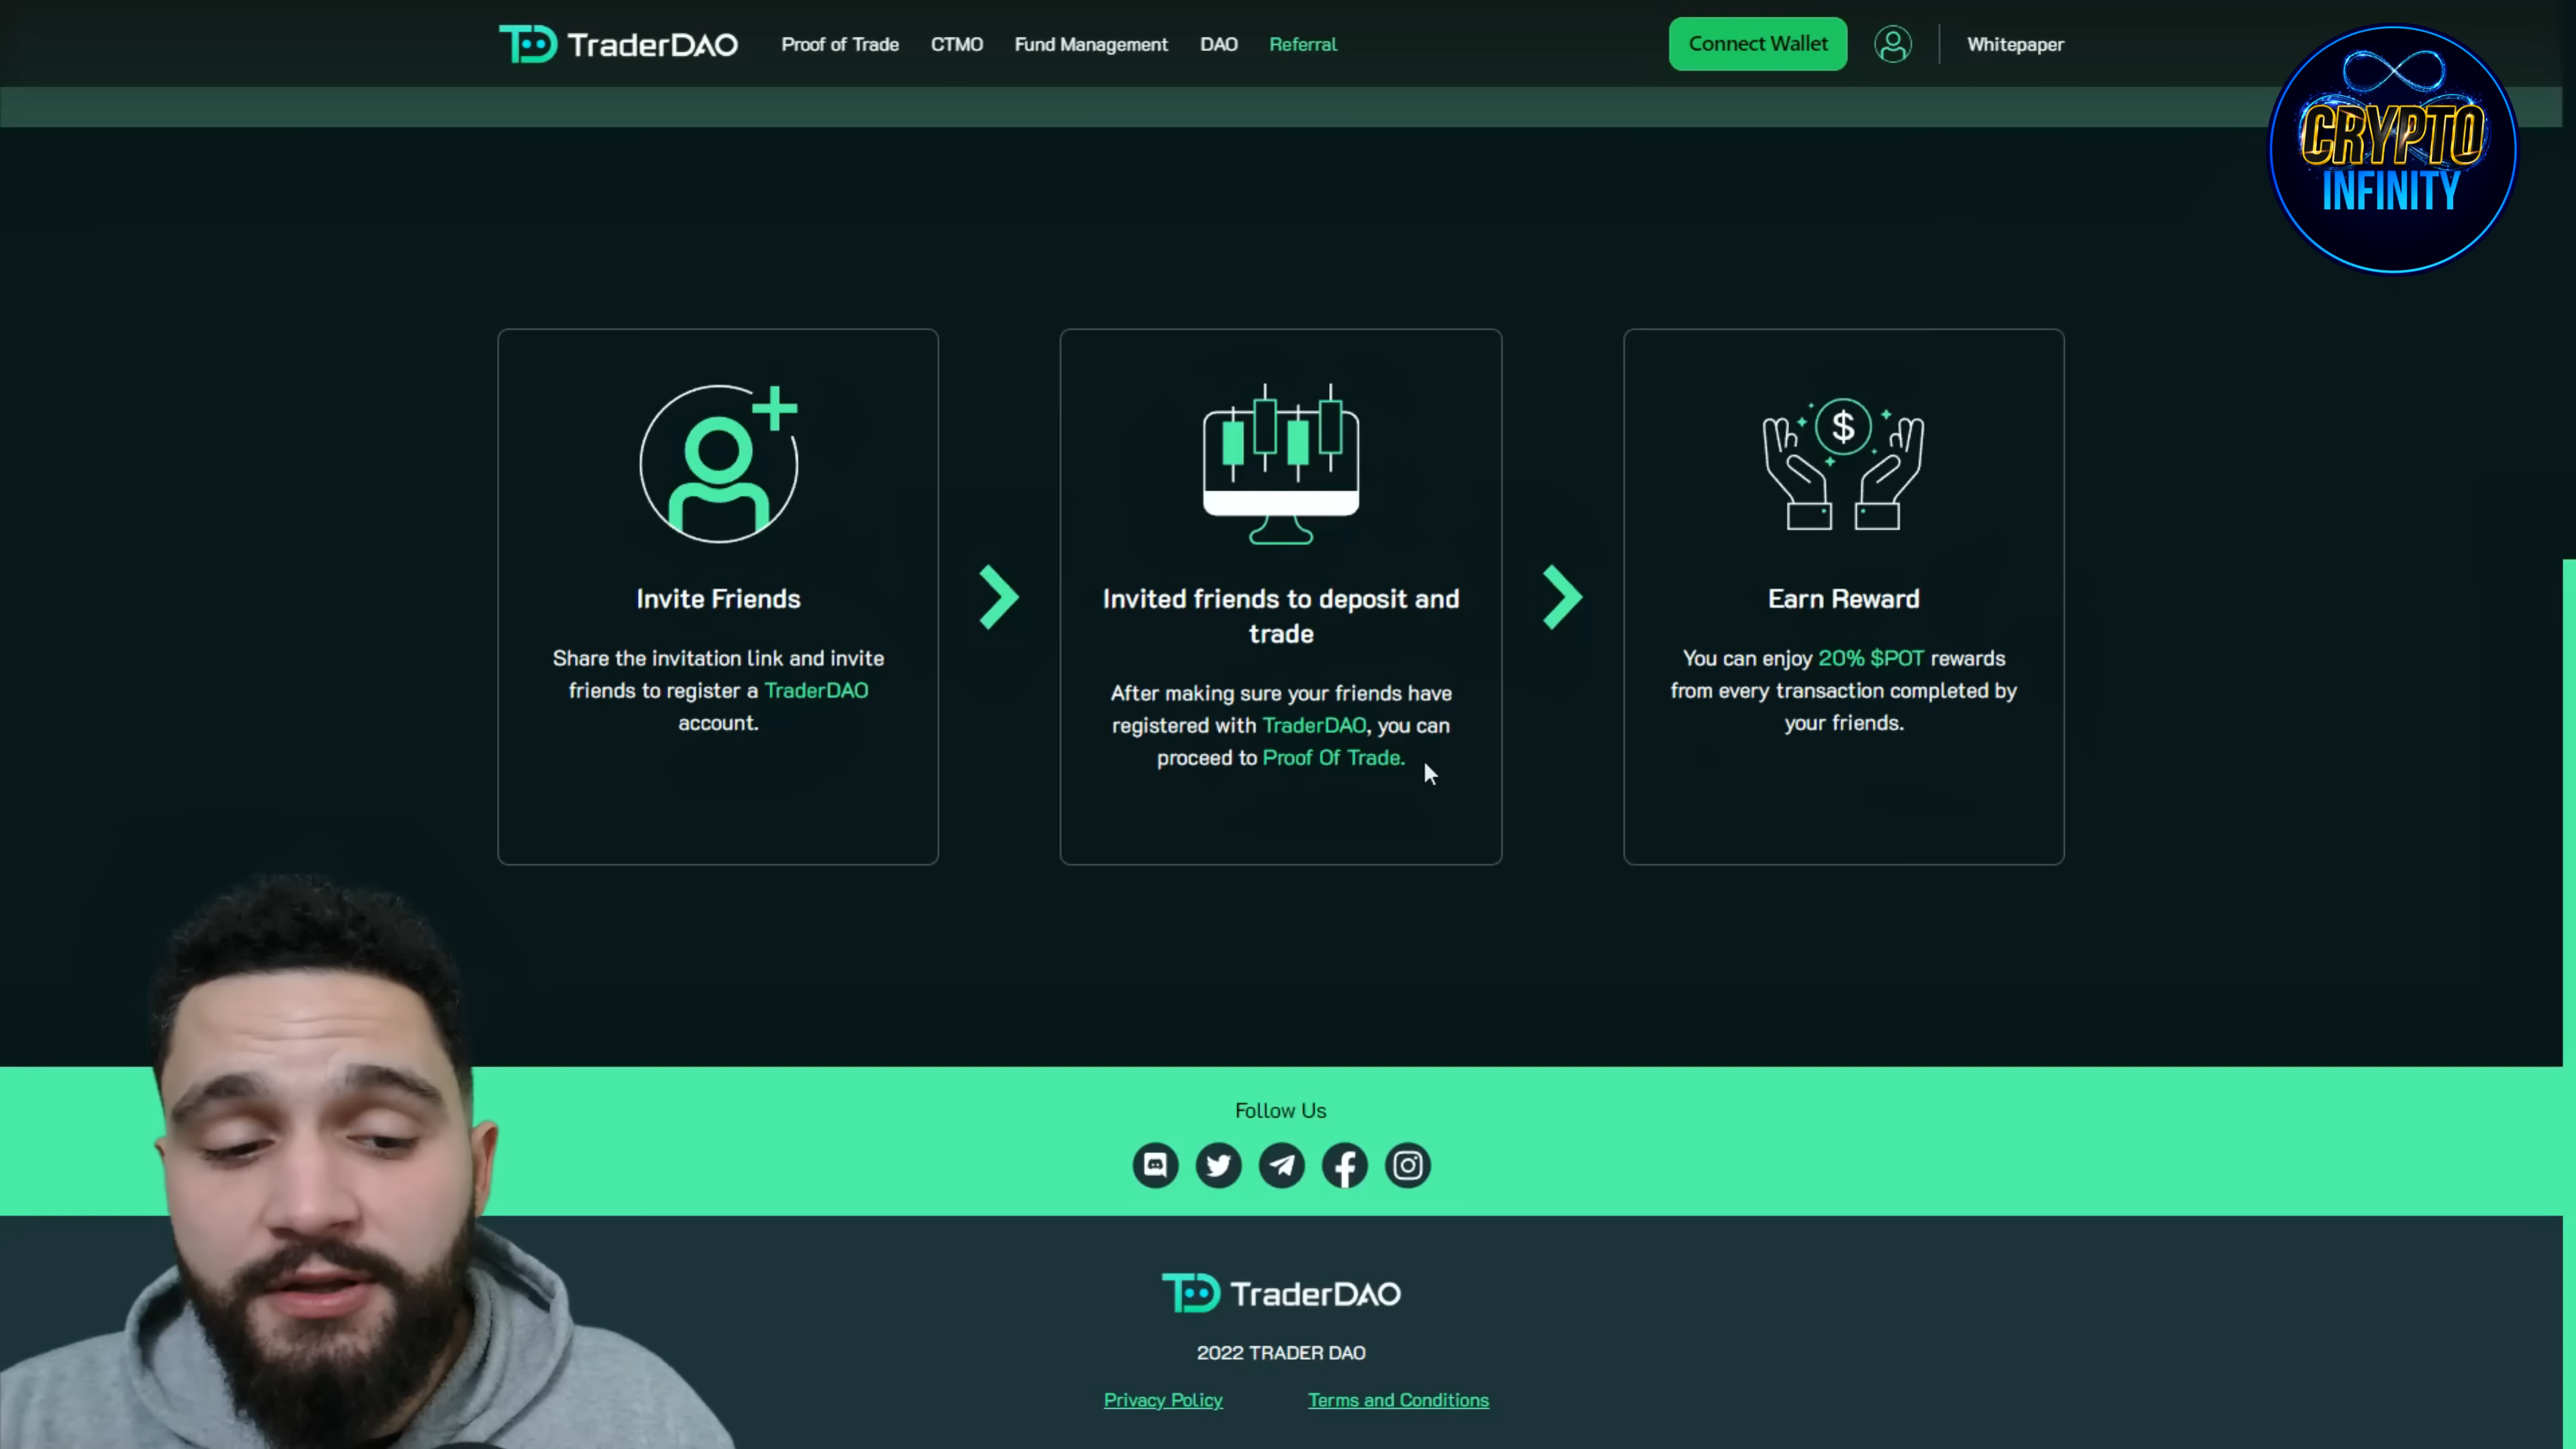 TraderDAO Proof of Trade CTMO Fund Management DAO Referral Connect Wallet Whitepaper
CRYPTO
INFINITY
Invite Friends
Share the invitation link and invite
friends to register a TraderDAO
account.
Invited friends to deposit and
trade
After making sure your friends have
registered with TraderDAO, you can
proceed to Proof Of Trade.
Earn Reward
$
You can enjoy 20% $POT rewards
from every transaction completed by
your friends.
Follow Us
TraderDAO
2022 TRADER DAO
Privacy Policy Terms and Conditions